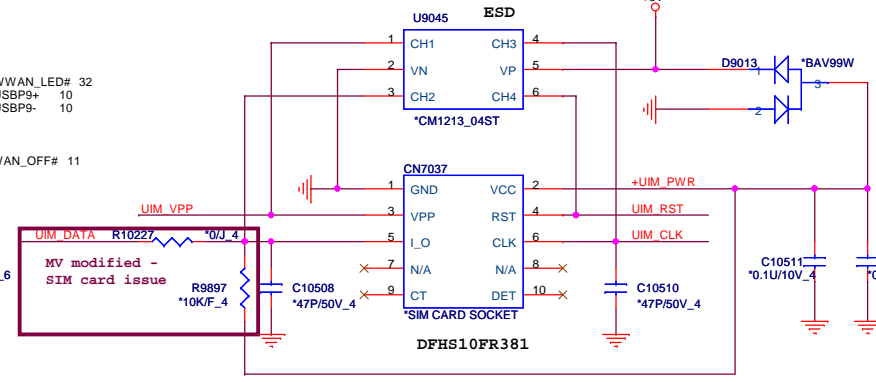 ESD
U9045
1 CH1 CH3 4
2 VN VP 5
3 CH2 CH4 6
*CM1213_04ST
D9013 *BAV99W
1
3
2
WWAN_LED# 32
USBP9+ 10
USBP9- 10
WAN_OFF# 11
CN7037
1 GND VCC 2 +UIM_PWR
UIM_VPP 3 VPP RST 4 UIM_RST
UIM_DATA R10227 *0/J_4 5 I_O CLK 6 UIM_CLK
7 N/A N/A 8
9 CT DET 10
*SIM CARD SOCKET
DFHS10FR381
MV modified -
SIM card issue
_6
R9897
*10K/F_4
C10508
*47P/50V_4
C10510
*47P/50V_4
C10511
*0.1U/10V_4